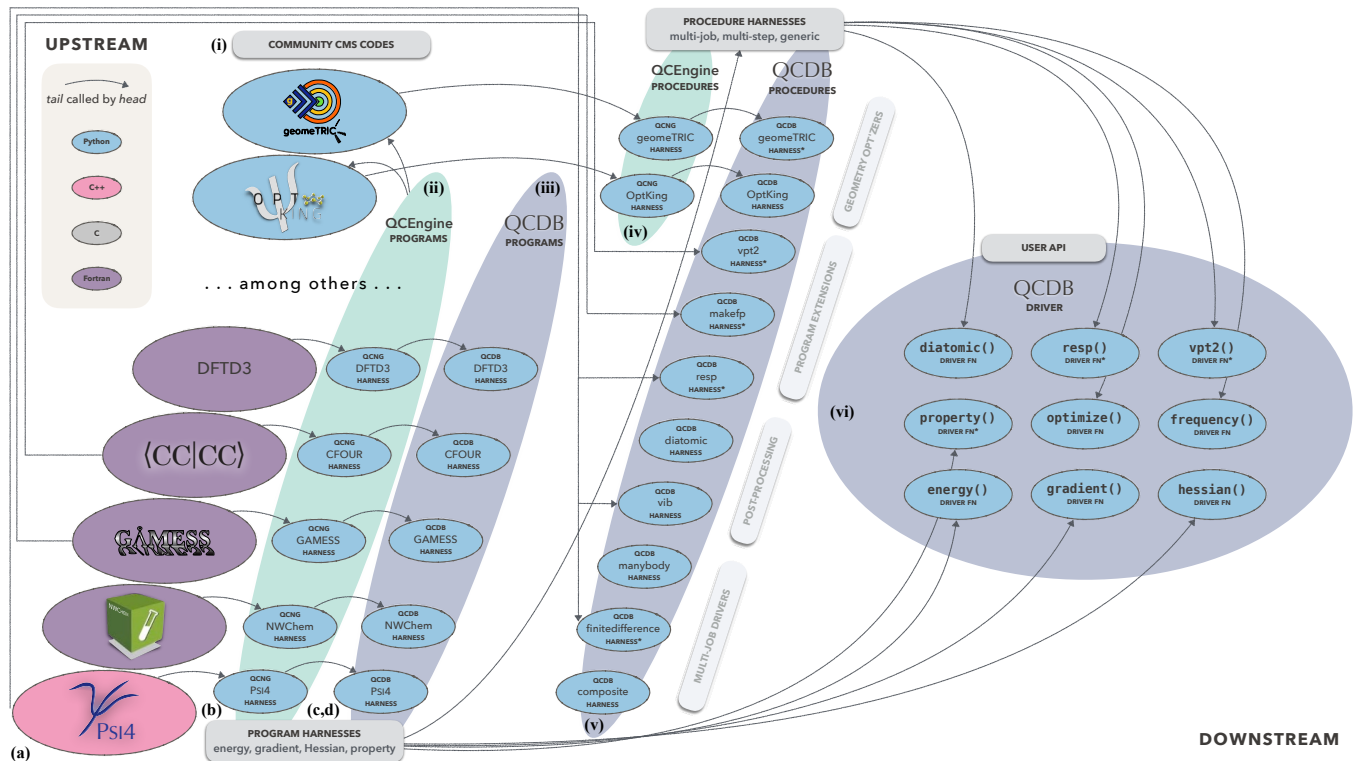 UPSTREAM
tail called by head
Python
C++
C
Fortran
(i)
COMMUNITY CMS CODES
9
geomeTRIC
OPT
KING
. . . among others . . .
DFTD3
⟨CC|CC⟩
GAMESS
NWChem
PSI4
(a)
(b)
(c,d)
(ii)
QCEngine
PROGRAMS
(iii)
QCDB
PROGRAMS
QCNG
DFTD3
HARNESS
QCDB
DFTD3
HARNESS
QCNG
CFOUR
HARNESS
QCDB
CFOUR
HARNESS
QCNG
GAMESS
HARNESS
QCDB
GAMESS
HARNESS
QCNG
NWChem
HARNESS
QCDB
NWChem
HARNESS
QCNG
PSI4
HARNESS
QCDB
PSI4
HARNESS
PROGRAM HARNESSES
energy, gradient, Hessian, property
PROCEDURE HARNESSES
multi-job, multi-step, generic
QCEngine
PROCEDURES
QCDB
PROCEDURES
QCNG
geomeTRIC
HARNESS
QCDB
geomeTRIC
HARNESS*
QCNG
OptKing
HARNESS
QCDB
OptKing
HARNESS
(iv)
QCDB
vpt2
HARNESS*
QCDB
makefp
HARNESS*
QCDB
resp
HARNESS*
QCDB
diatomic
HARNESS
QCDB
vib
HARNESS
QCDB
manybody
HARNESS
QCDB
finitedifference
HARNESS*
QCDB
composite
HARNESS
(v)
GEOMETRY OPT'ZERS
PROGRAM EXTENSIONS
POST-PROCESSING
MULTI-JOB DRIVERS
USER API
QCDB
DRIVER
(vi)
diatomic()
DRIVER FN
resp()
DRIVER FN*
vpt2()
DRIVER FN*
property()
DRIVER FN*
optimize()
DRIVER FN
frequency()
DRIVER FN
energy()
DRIVER FN
gradient()
DRIVER FN
hessian()
DRIVER FN
DOWNSTREAM